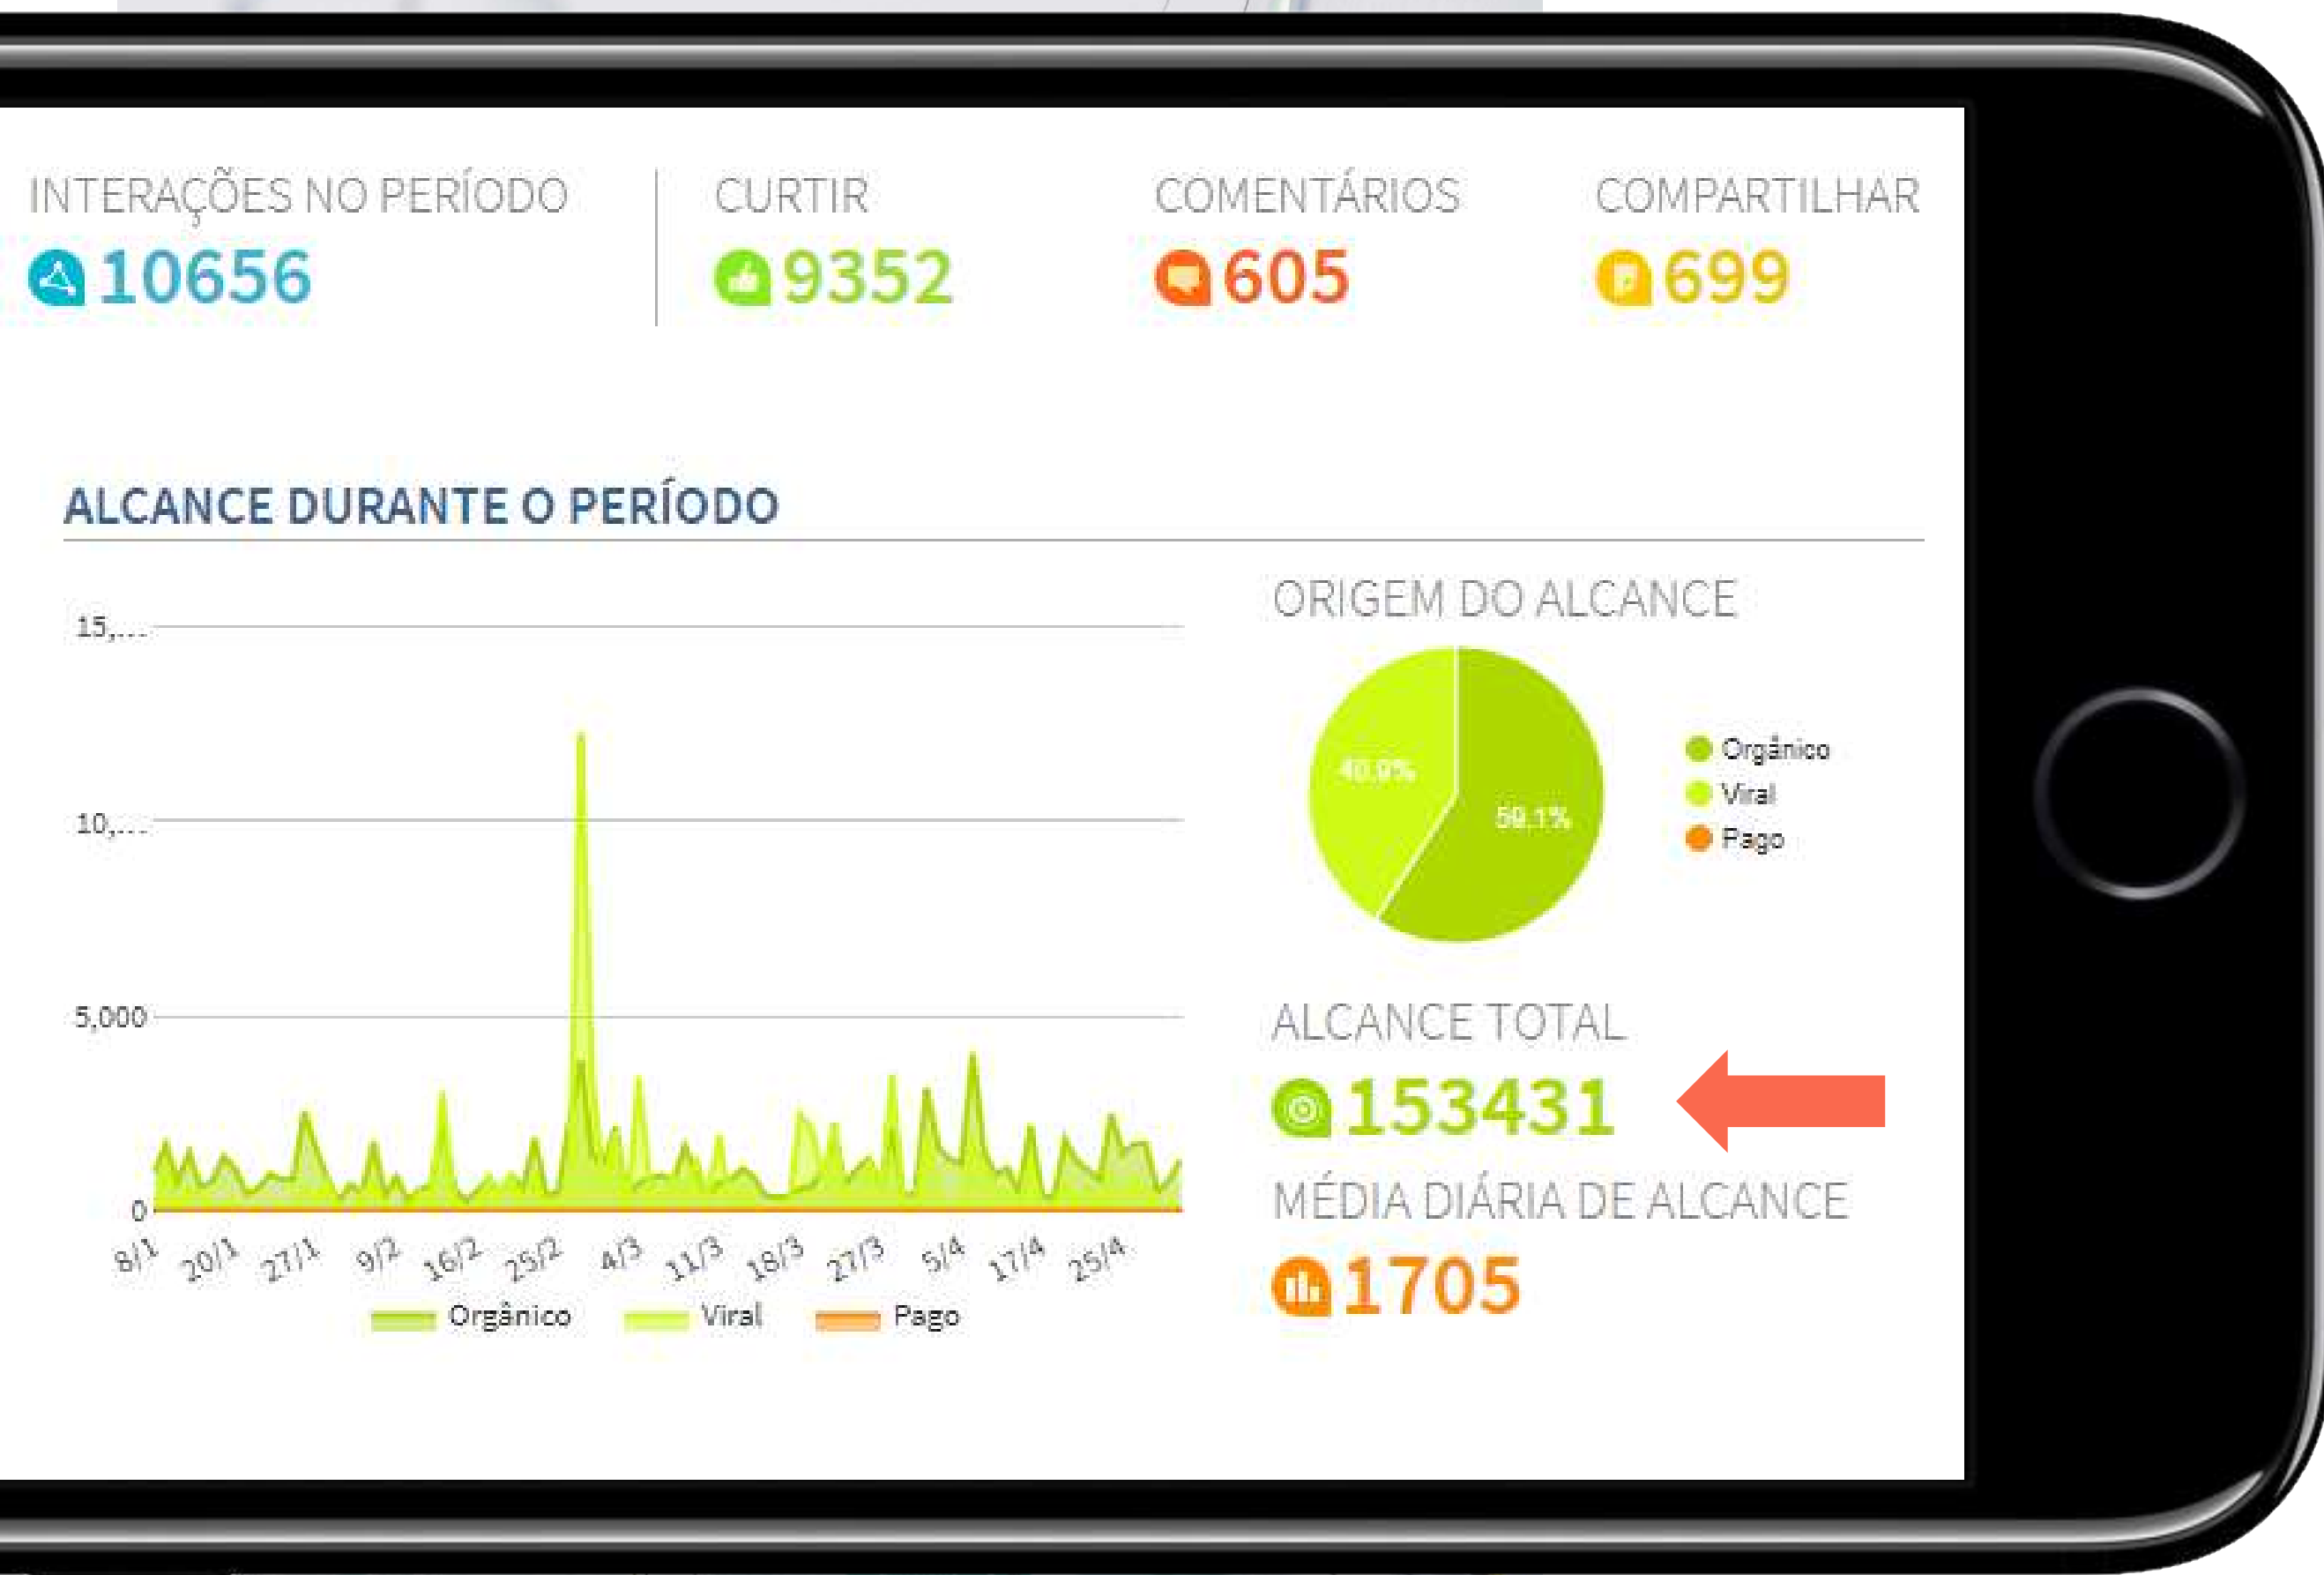 INTERAÇÕES NO PERÍODO
10656
CURTIR
9352
COMENTÁRIOS
605
COMPARTILHAR
699
ALCANCE DURANTE O PERÍODO
15,...
10,...
5,000
0
8/1 20/1 27/1 9/2 16/2 25/2 4/3 11/3 18/3 27/3 5/4 17/4 25/4
Orgânico Viral Pago
ORIGEM DO ALCANCE
40.9%
59.1%
Orgânico
Viral
Pago
ALCANCE TOTAL
153431
MÉDIA DIÁRIA DE ALCANCE
1705